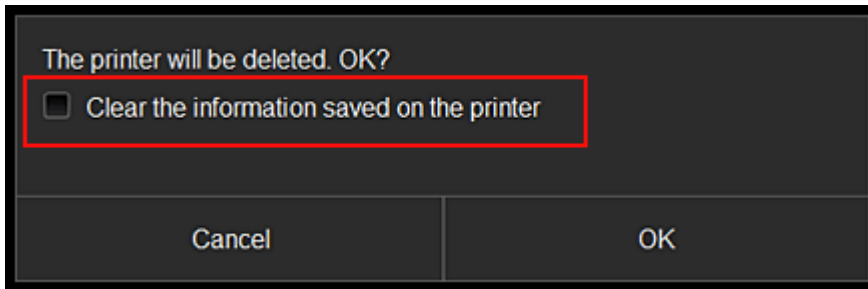 The printer will be deleted. OK?
Clear the information saved on the printer
Cancel
OK